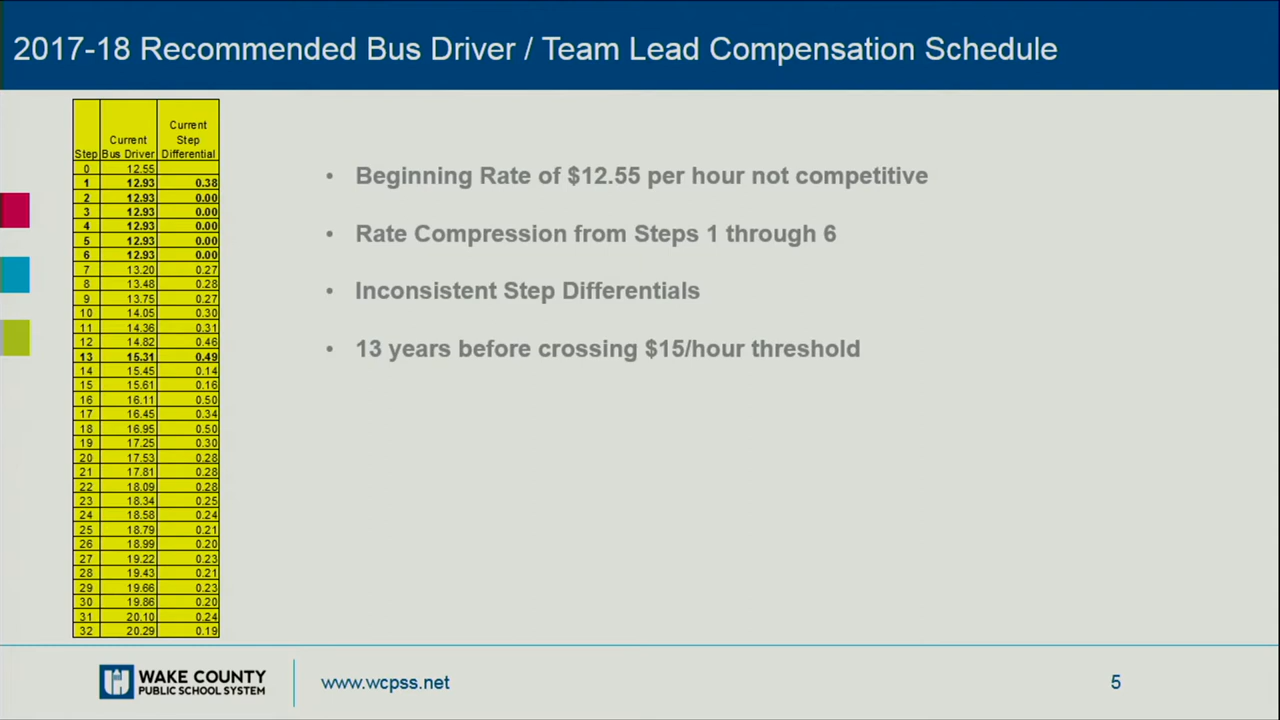 2017-18 Recommended Bus Driver / Team Lead Compensation Schedule
Current
Current Step
Step Bus Driver Differential
0 12.55
1 12.93 0.38
2 12.93 0.00
3 12.93 0.00
4 12.93 0.00
5 12.93 0.00
6 12.93 0.00
7 13.20 0.27
8 13.48 0.28
9 13.75 0.27
10 14.05 0.30
11 14.36 0.31
12 14.82 0.46
13 15.31 0.49
14 15.45 0.14
15 15.61 0.16
16 16.11 0.50
17 16.45 0.34
18 16.95 0.50
19 17.25 0.30
20 17.53 0.28
21 17.81 0.28
22 18.09 0.28
23 18.34 0.25
24 18.58 0.24
25 18.79 0.21
26 18.99 0.20
27 19.22 0.23
28 19.43 0.21
29 19.66 0.23
30 19.86 0.20
31 20.10 0.24
32 20.29 0.19
• Beginning Rate of $12.55 per hour not competitive
• Rate Compression from Steps 1 through 6
• Inconsistent Step Differentials
• 13 years before crossing $15/hour threshold
WAKE COUNTY
PUBLIC SCHOOL SYSTEM
www.wcpss.net
5